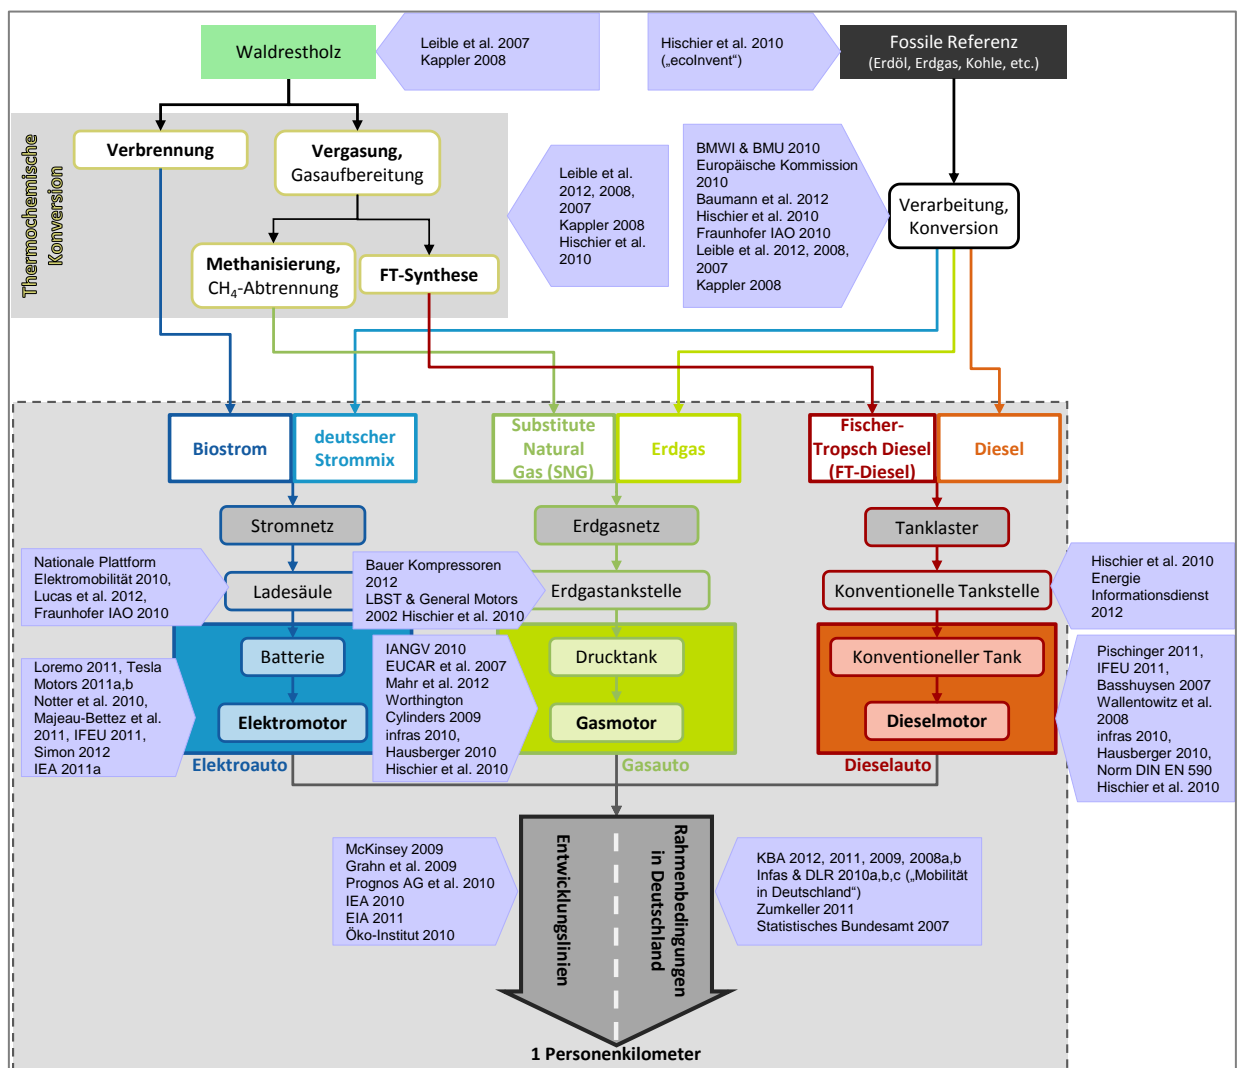 Waldrestholz
Leible et al. 2007
Kappler 2008
Hischier et al. 2010
(„ecoInvent“)
Fossile Referenz
(Erdöl, Erdgas, Kohle, etc.)
Thermochemische
Konversion
Verbrennung
Vergasung,
Gasaufbereitung
Methanisierung,
CH₄-Abtrennung
FT-Synthese
Leible et al.
2012, 2008,
2007
Kappler 2008
Hischier et al.
2010
BMWI & BMU 2010
Europäische Kommission
2010
Baumann et al. 2012
Hischier et al. 2010
Fraunhofer IAO 2010
Leible et al. 2012, 2008,
2007
Kappler 2008
Verarbeitung,
Konversion
Biostrom
deutscher
Strommix
Substitute
Natural
Gas (SNG)
Erdgas
Fischer-
Tropsch Diesel
(FT-Diesel)
Diesel
Stromnetz
Erdgasnetz
Tanklaster
Nationale Plattform
Elektromobilität 2010,
Lucas et al. 2012,
Fraunhofer IAO 2010
Ladesäule
Bauer Kompressoren
2012
LBST & General Motors
2002 Hischier et al. 2010
Erdgastankstelle
Konventionelle Tankstelle
Hischier et al. 2010
Energie
Informationsdienst
2012
Loremo 2011, Tesla
Motors 2011a,b
Notter et al. 2010,
Majeau-Bettez et al.
2011, IFEU 2011,
Simon 2012
IEA 2011a
Batterie
Elektromotor
Elektroauto
IANGV 2010
EUCAR et al. 2007
Mahr et al. 2012
Worthington
Cylinders 2009
infras 2010,
Hausberger 2010
Hischier et al. 2010
Drucktank
Gasmotor
Gasauto
Konventioneller Tank
Dieselmotor
Dieselauto
Pischinger 2011,
IFEU 2011,
Basshuysen 2007
Wallentowitz et al.
2008
infras 2010,
Hausberger 2010,
Norm DIN EN 590
Hischier et al. 2010
McKinsey 2009
Grahn et al. 2009
Prognos AG et al. 2010
IEA 2010
EIA 2011
Öko-Institut 2010
Entwicklungslinien
Rahmenbedingungen
in Deutschland
KBA 2012, 2011, 2009, 2008a,b
Infas & DLR 2010a,b,c („Mobilität
in Deutschland“)
Zumkeller 2011
Statistisches Bundesamt 2007
1 Personenkilometer